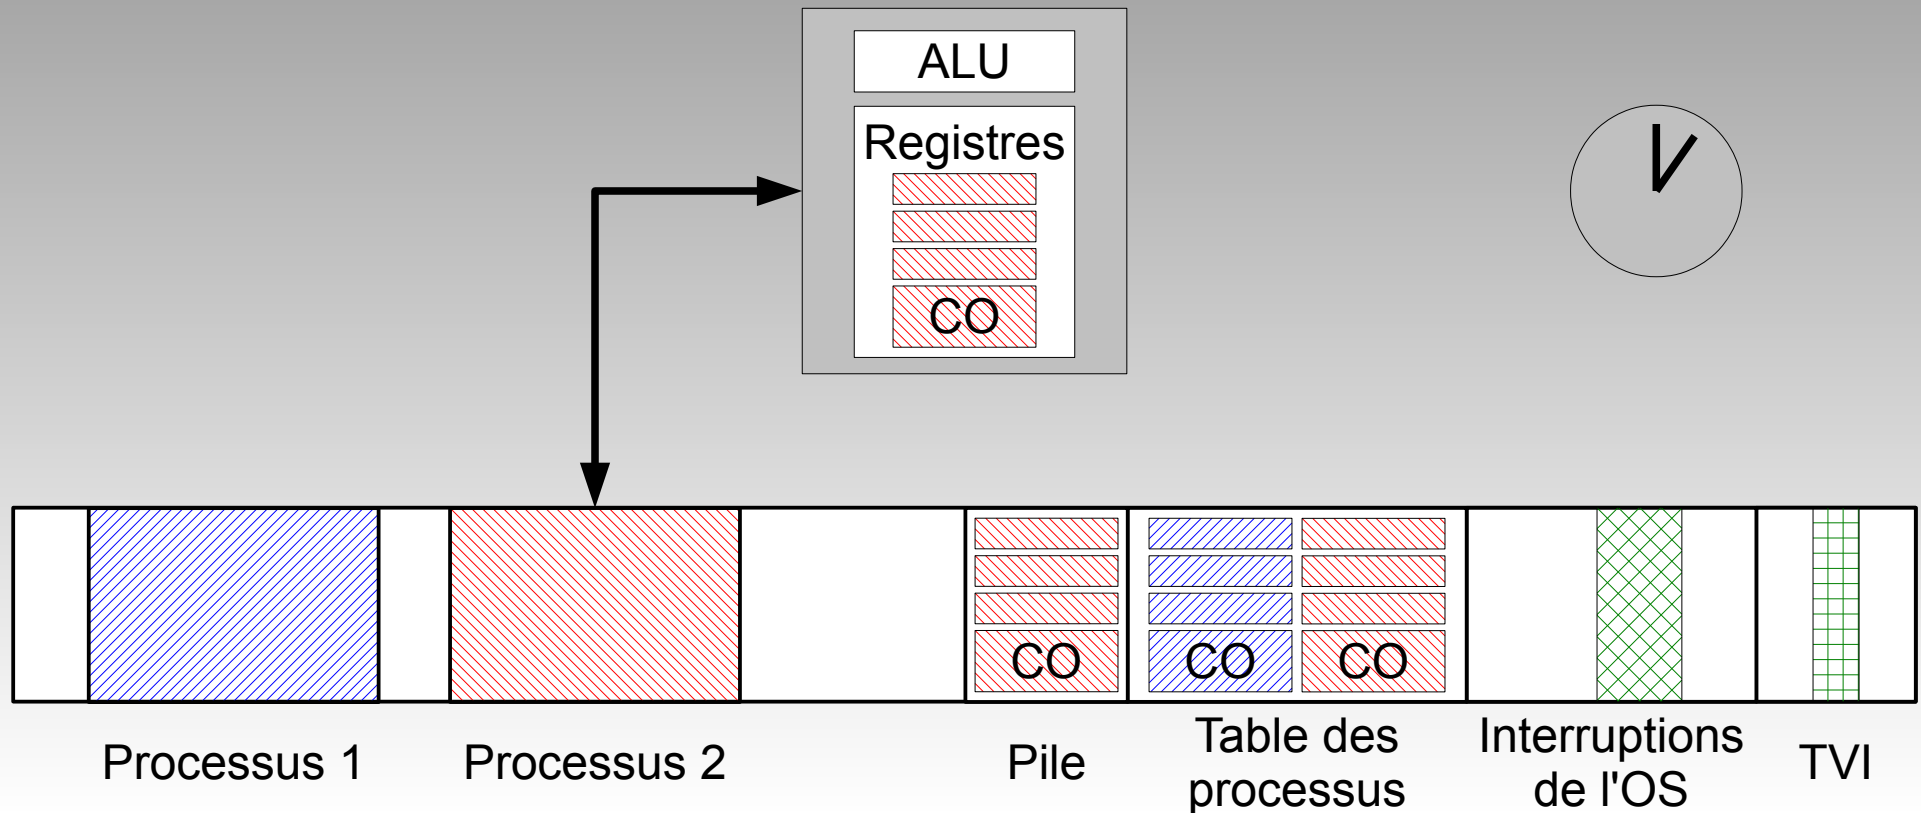 ALU
Registres
CO
CO
CO
CO
Processus 1
Processus 2
Pile
Table des
processus
Interruptions
de l'OS
TVI